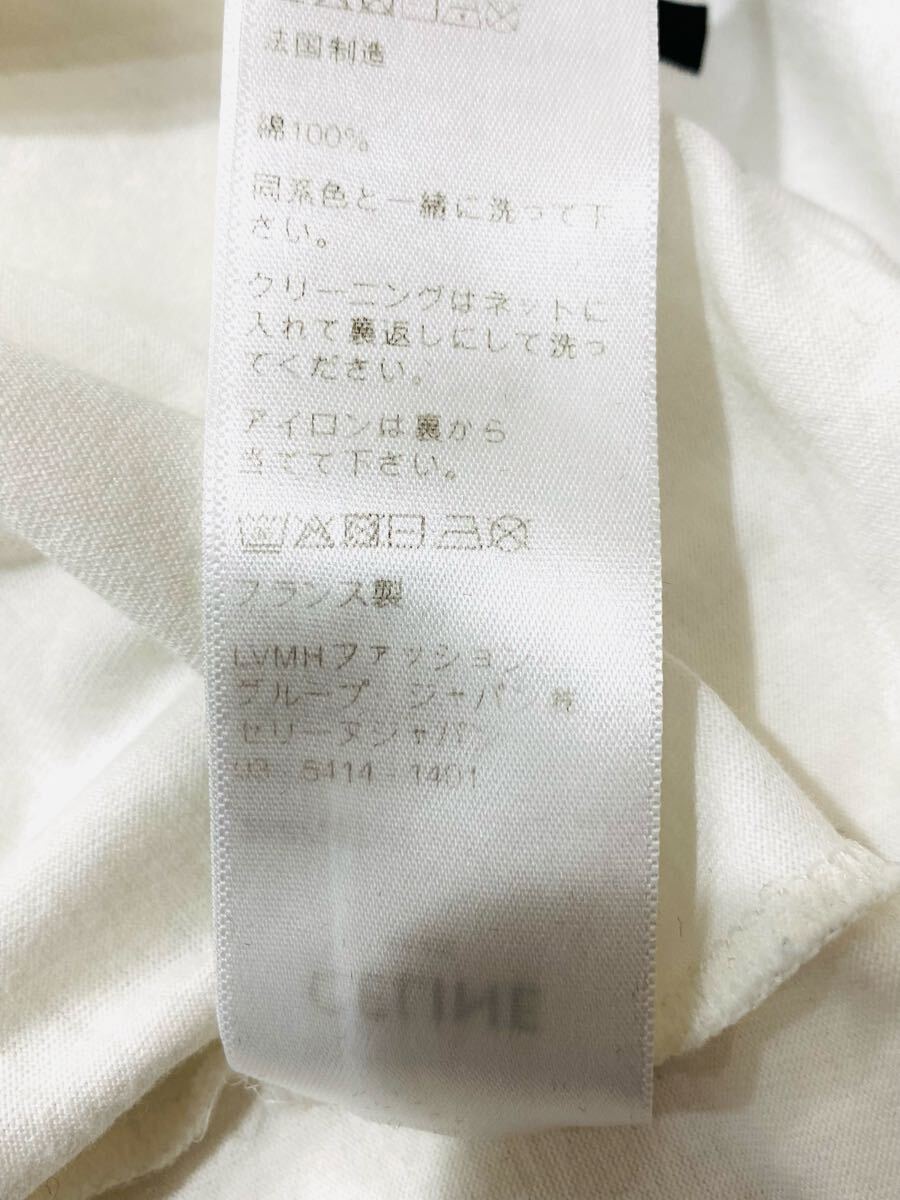 法国制造
綿100%
同系色と一緒に洗って下
さい。
クリーニングはネットに
入れて裏返しにして洗っ
てください。
アイロンは裏から
当てて下さい。
フランス製
LVMHファッション
グループ ジャパン㈱
セリーヌジャパン
03 5414-1401
CELINE